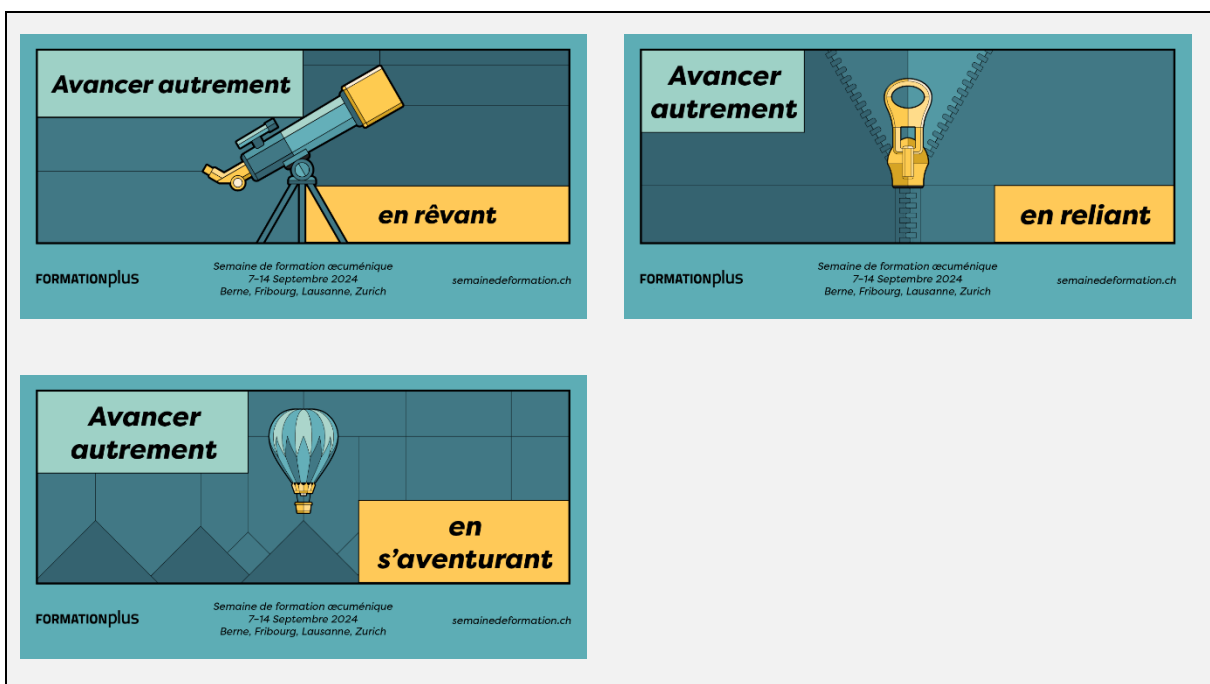 Avancer autrement
en rêvant
FORMATIONplus
Semaine de formation œcuménique
7–14 Septembre 2024
Berne, Fribourg, Lausanne, Zurich
semainedeformation.ch
Avancer
autrement
en reliant
FORMATIONplus
Semaine de formation œcuménique
7–14 Septembre 2024
Berne, Fribourg, Lausanne, Zurich
semainedeformation.ch
Avancer
autrement
en
s’aventurant
FORMATIONplus
Semaine de formation œcuménique
7–14 Septembre 2024
Berne, Fribourg, Lausanne, Zurich
semainedeformation.ch